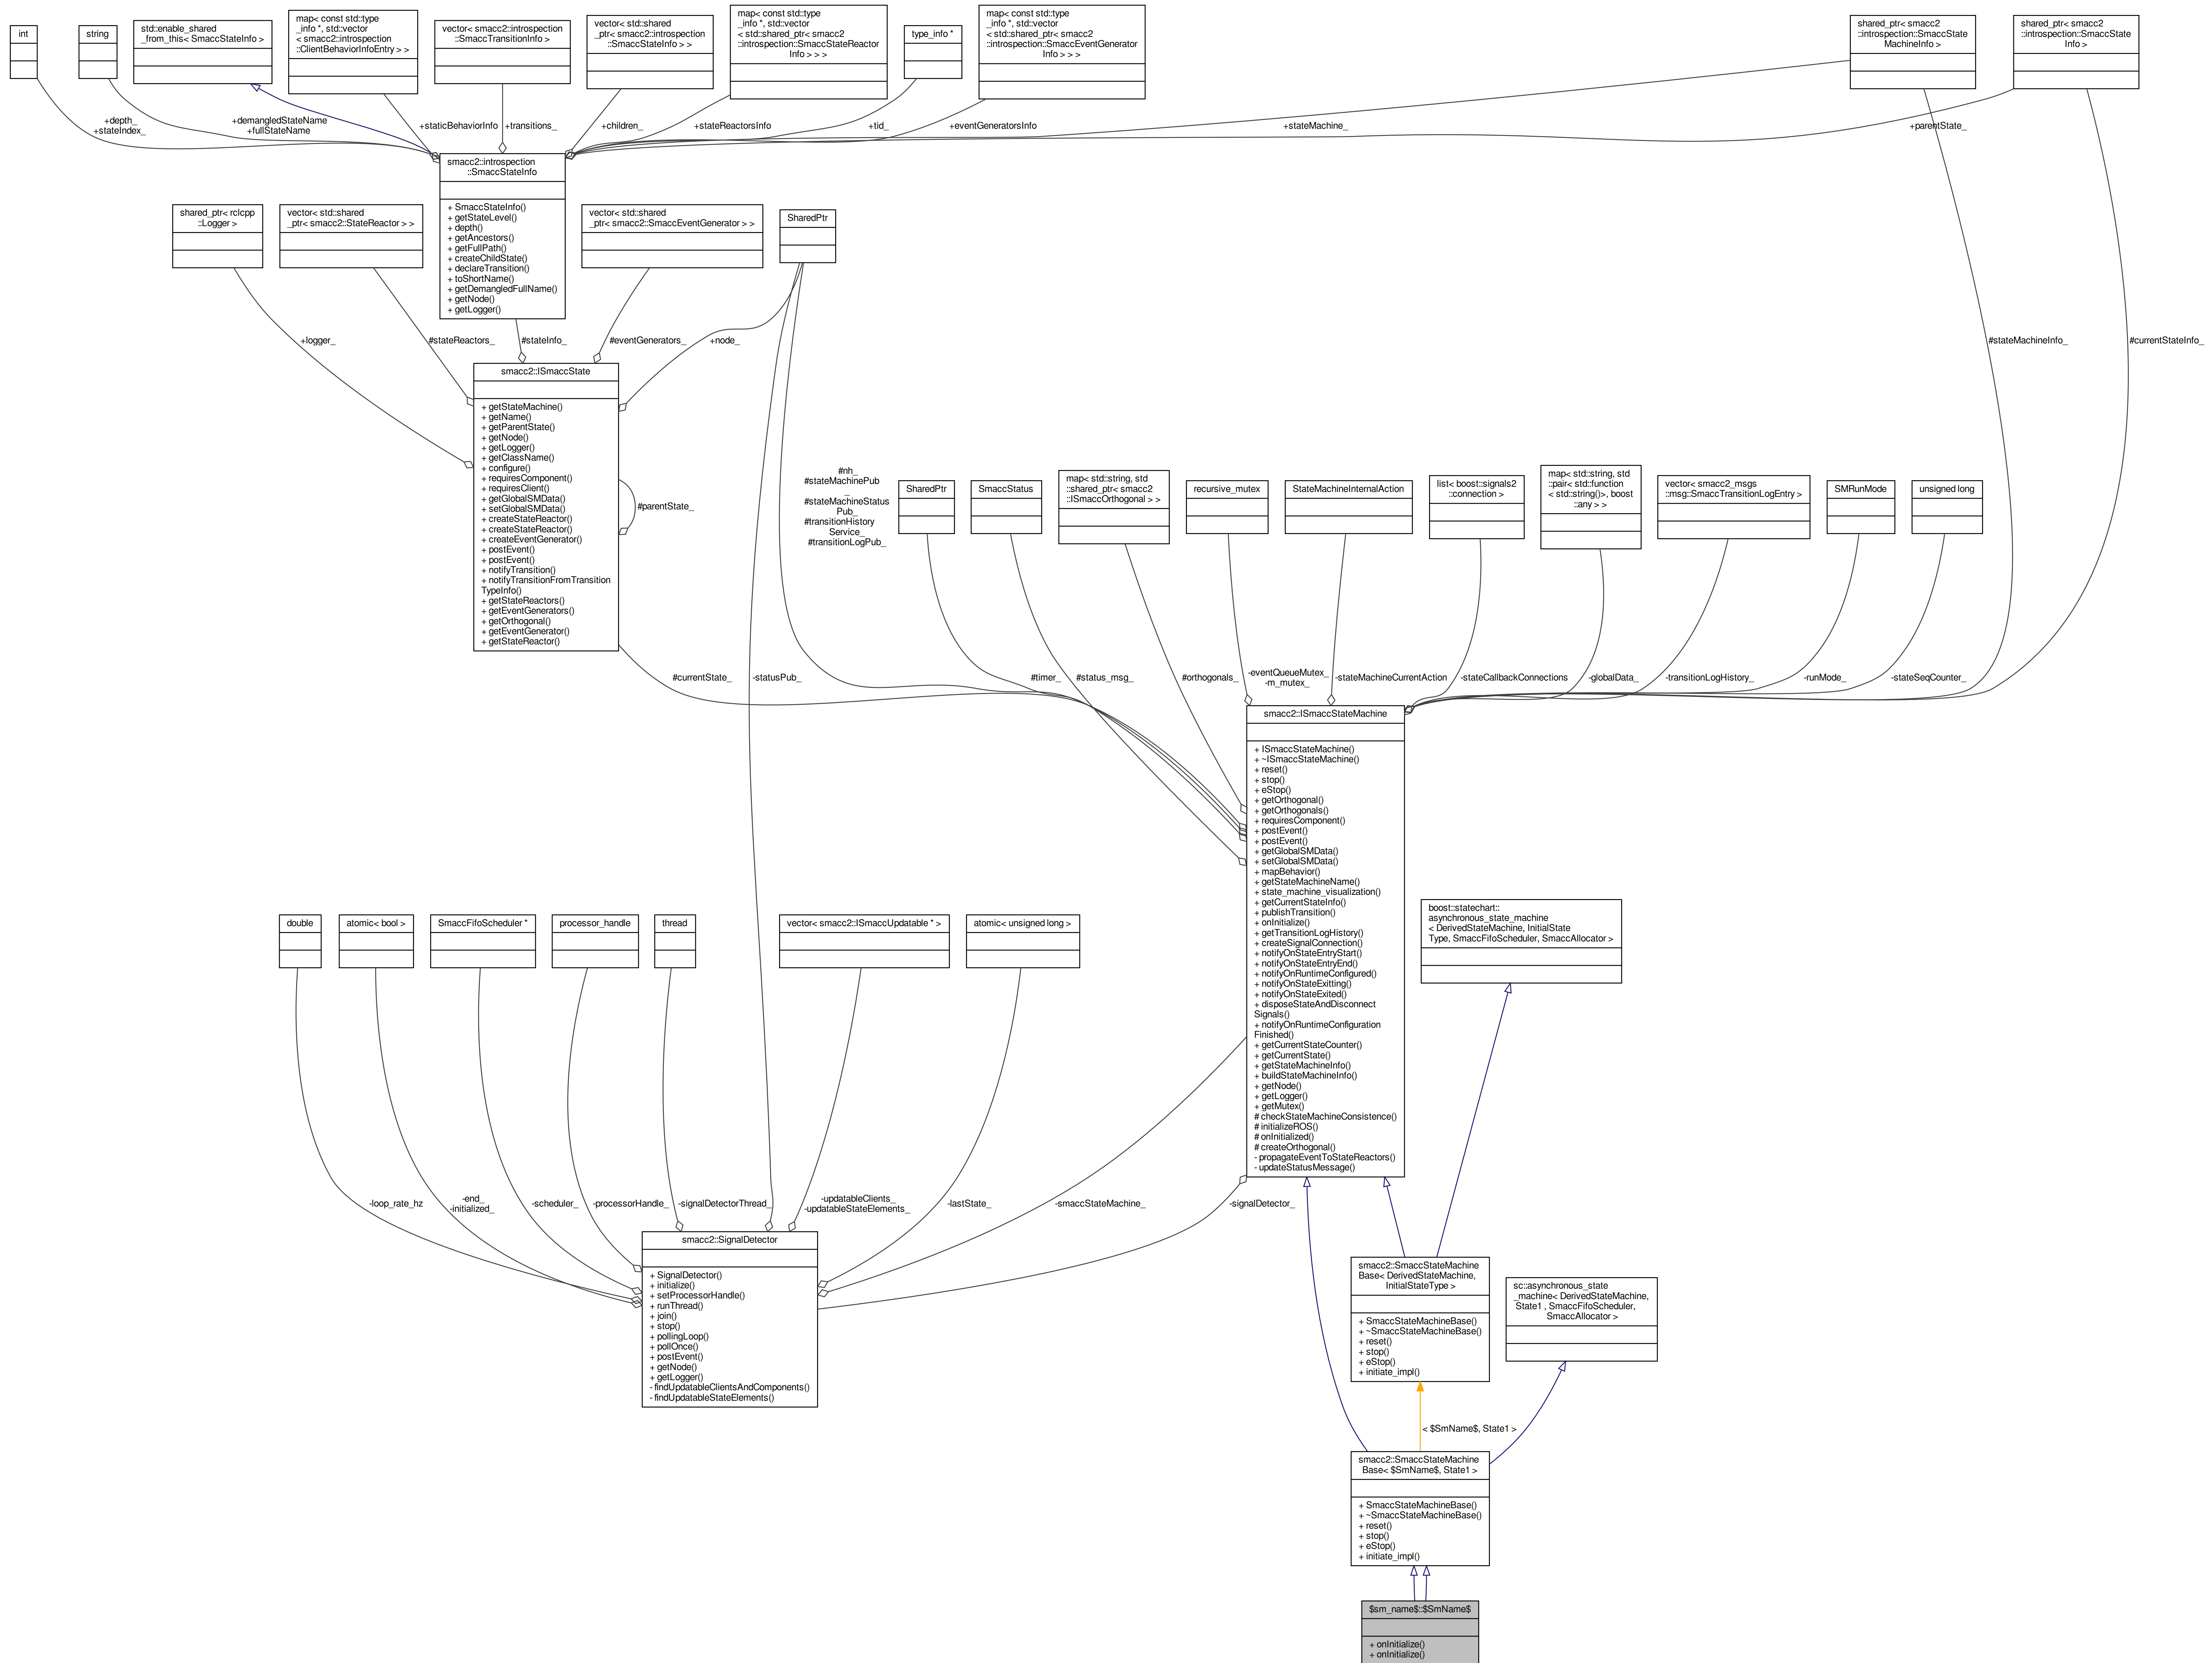 int
string
std::enable_shared
_from_this< SmaccStateInfo >
map< const std::type
_info *, std::vector
< smacc2::introspection
::ClientBehaviorInfoEntry > >
vector< smacc2::introspection
::SmaccTransitionInfo >
vector< std::shared
_ptr< smacc2::introspection
::SmaccStateInfo > >
map< const std::type
_info *, std::vector
< std::shared_ptr< smacc2
::introspection::SmaccStateReactor
Info > > >
type_info *
map< const std::type
_info *, std::vector
< std::shared_ptr< smacc2
::introspection::SmaccEventGenerator
Info > > >
shared_ptr< smacc2
::introspection::SmaccState
MachineInfo >
shared_ptr< smacc2
::introspection::SmaccState
Info >
+depth_
+stateIndex_
+demangledStateName
+fullStateName
+staticBehaviorInfo
+transitions_
+children_
+stateReactorsInfo
+tid_
+eventGeneratorsInfo
+stateMachine_
+parentState_
smacc2::introspection
::SmaccStateInfo
+ SmaccStateInfo()
+ getStateLevel()
+ depth()
+ getAncestors()
+ getFullPath()
+ createChildState()
+ declareTransition()
+ toShortName()
+ getDemangledFullName()
+ getNode()
+ getLogger()
shared_ptr< rclcpp
::Logger >
vector< std::shared
_ptr< smacc2::StateReactor > >
vector< std::shared
_ptr< smacc2::SmaccEventGenerator > >
SharedPtr
+logger_
#stateReactors_
#stateInfo_
#eventGenerators_
+node_
#stateMachineInfo_
#currentStateInfo_
smacc2::ISmaccState
+ getStateMachine()
+ getName()
+ getParentState()
+ getNode()
+ getLogger()
+ getClassName()
+ configure()
+ requiresComponent()
+ requiresClient()
+ getGlobalSMData()
+ setGlobalSMData()
+ createStateReactor()
+ createStateReactor()
+ createEventGenerator()
+ postEvent()
+ postEvent()
+ notifyTransition()
+ notifyTransitionFromTransition
TypeInfo()
+ getStateReactors()
+ getEventGenerators()
+ getOrthogonal()
+ getEventGenerator()
+ getStateReactor()
#parentState_
#nh_
#stateMachinePub
_
#stateMachineStatus
Pub_
#transitionHistory
Service_
#transitionLogPub_
SharedPtr
SmaccStatus
map< std::string, std
::shared_ptr< smacc2
::ISmaccOrthogonal > >
recursive_mutex
StateMachineInternalAction
list< boost::signals2
::connection >
map< std::string, std
::pair< std::function
< std::string()>, boost
::any > >
vector< smacc2_msgs
::msg::SmaccTransitionLogEntry >
SMRunMode
unsigned long
#currentState_
-statusPub_
#timer_
#status_msg_
#orthogonals_
-eventQueueMutex_
-m_mutex_
-stateMachineCurrentAction
-stateCallbackConnections
-globalData_
-transitionLogHistory_
-runMode_
-stateSeqCounter_
smacc2::ISmaccStateMachine
+ ISmaccStateMachine()
+ ~ISmaccStateMachine()
+ reset()
+ stop()
+ eStop()
+ getOrthogonal()
+ getOrthogonals()
+ requiresComponent()
+ postEvent()
+ postEvent()
+ getGlobalSMData()
+ setGlobalSMData()
+ mapBehavior()
+ getStateMachineName()
+ state_machine_visualization()
+ getCurrentStateInfo()
+ publishTransition()
+ onInitialize()
+ getTransitionLogHistory()
+ createSignalConnection()
+ notifyOnStateEntryStart()
+ notifyOnStateEntryEnd()
+ notifyOnRuntimeConfigured()
+ notifyOnStateExitting()
+ notifyOnStateExited()
+ disposeStateAndDisconnect
Signals()
+ notifyOnRuntimeConfiguration
Finished()
+ getCurrentStateCounter()
+ getCurrentState()
+ getStateMachineInfo()
+ buildStateMachineInfo()
+ getNode()
+ getLogger()
+ getMutex()
# checkStateMachineConsistence()
# initializeROS()
# onInitialized()
# createOrthogonal()
- propagateEventToStateReactors()
- updateStatusMessage()
double
atomic< bool >
SmaccFifoScheduler *
processor_handle
thread
vector< smacc2::ISmaccUpdatable * >
atomic< unsigned long >
boost::statechart::
asynchronous_state_machine
< DerivedStateMachine, InitialState
Type, SmaccFifoScheduler, SmaccAllocator >
-loop_rate_hz
-end_
-initialized_
-scheduler_
-processorHandle_
-signalDetectorThread_
-updatableClients_
-updatableStateElements_
-lastState_
-smaccStateMachine_
-signalDetector_
smacc2::SignalDetector
+ SignalDetector()
+ initialize()
+ setProcessorHandle()
+ runThread()
+ join()
+ stop()
+ pollingLoop()
+ pollOnce()
+ postEvent()
+ getNode()
+ getLogger()
- findUpdatableClientsAndComponents()
- findUpdatableStateElements()
smacc2::SmaccStateMachine
Base< DerivedStateMachine,
InitialStateType >
+ SmaccStateMachineBase()
+ ~SmaccStateMachineBase()
+ reset()
+ stop()
+ eStop()
+ initiate_impl()
sc::asynchronous_state
_machine< DerivedStateMachine,
State1 , SmaccFifoScheduler,
SmaccAllocator >
< $SmName$, State1 >
smacc2::SmaccStateMachine
Base< $SmName$, State1 >
+ SmaccStateMachineBase()
+ ~SmaccStateMachineBase()
+ reset()
+ stop()
+ eStop()
+ initiate_impl()
$sm_name$::$SmName$
+ onInitialize()
+ onInitialize()